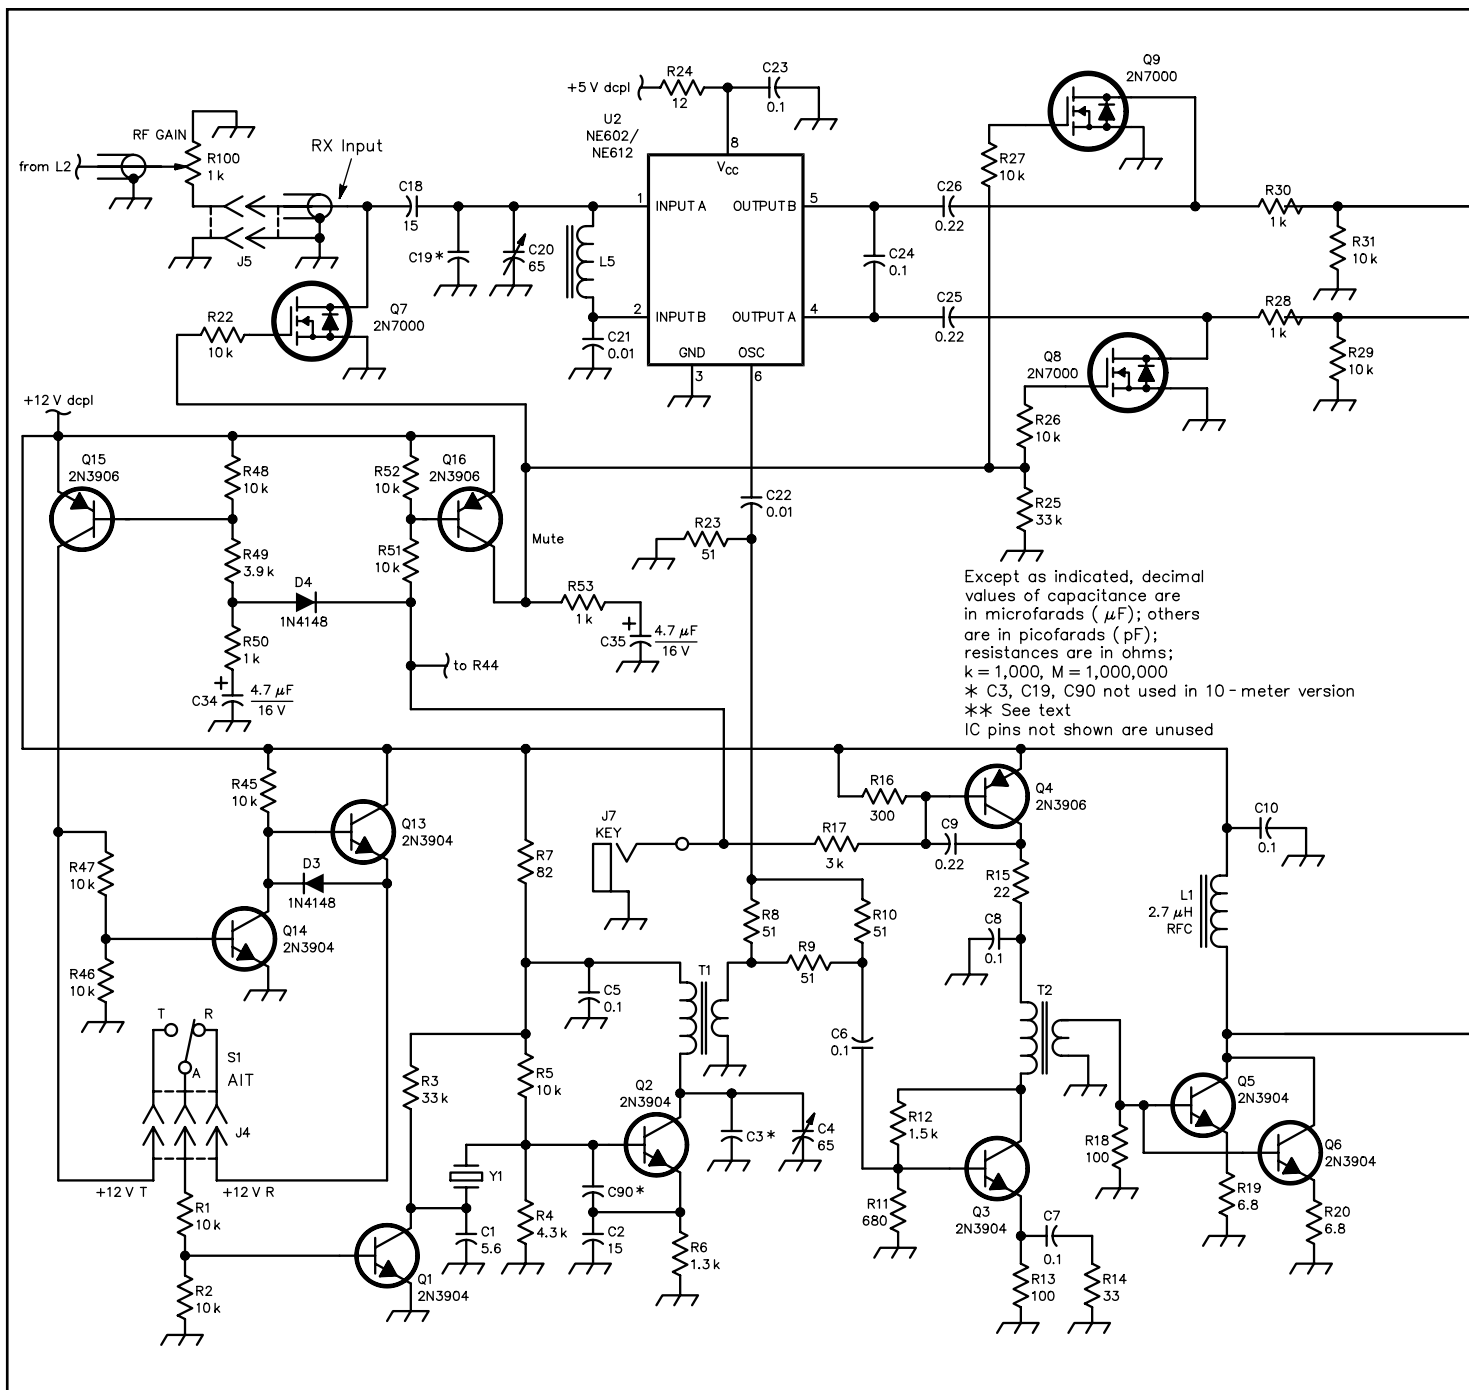 Q9
2N7000
R24
12
C23
0.1
+5 V dcpl
U2
NE602/
NE612
8
VCC
RF GAIN
RX Input
from L2
R100
1 k
J5
C18
15
C19*
C20
65
L5
1
INPUT A
OUTPUT B
5
2
INPUT B
OUTPUT A
4
GND
OSC
3
6
C21
0.01
C24
0.1
C26
0.22
C25
0.22
R27
10 k
R30
1 k
R31
10 k
R28
1 k
R29
10 k
Q8
2N7000
R26
10 k
R25
33 k
R22
10 k
Q7
2N7000
+12 V dcpl
Q15
2N3906
R48
10 k
R52
10 k
Q16
2N3906
R49
3.9 k
R51
10 k
Mute
D4
1N4148
R50
1 k
R53
1 k
+
C35
4.7 µF
16 V
to R44
+
C34
4.7 µF
16 V
R23
51
C22
0.01
Except as indicated, decimal
values of capacitance are
in microfarads ( µF); others
are in picofarads ( pF);
resistances are in ohms;
k = 1,000, M = 1,000,000
* C3, C19, C90 not used in 10-meter version
** See text
IC pins not shown are unused
R45
10 k
Q13
2N3904
R47
10 k
D3
1N4148
Q14
2N3904
R46
10 k
R7
82
J7
KEY
R16
300
R17
3 k
C9
0.22
Q4
2N3906
R15
22
C10
0.1
L1
2.7 µH
RFC
C8
0.1
R8
51
R10
51
R9
51
T1
T2
C5
0.1
C6
0.1
T
R
A
S1
AIT
J4
+12 V T
+12 V R
R3
33 k
R5
10 k
Q2
2N3904
C3*
C4
65
R12
1.5 k
R18
100
Q5
2N3904
Q6
2N3904
Y1
C90*
R1
10 k
R2
10 k
Q1
2N3904
C1
5.6
R4
4.3 k
C2
15
R6
1.3 k
R11
680
Q3
2N3904
C7
0.1
R13
100
R14
33
R19
6.8
R20
6.8